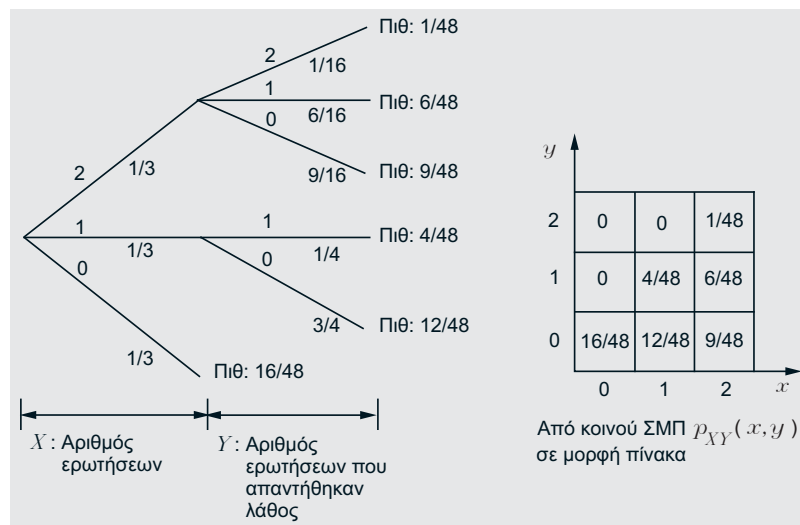 Πιθ: 1/48
2
1/16
1
Πιθ: 6/48
6/16
0
9/16
Πιθ: 9/48
2
1/3
1
1/3
1
Πιθ: 4/48
1/4
0
0
3/4
Πιθ: 12/48
1/3
Πιθ: 16/48
X : Αριθμός
ερωτήσεων
Y : Αριθμός
ερωτήσεων που
απαντήθηκαν
λάθος
y
2 0 0 1/48
1 0 4/48 6/48
0 16/48 12/48 9/48
0 1 2 x
Από κοινού ΣΜΠ p_{XY}(x,y)
σε μορφή πίνακα